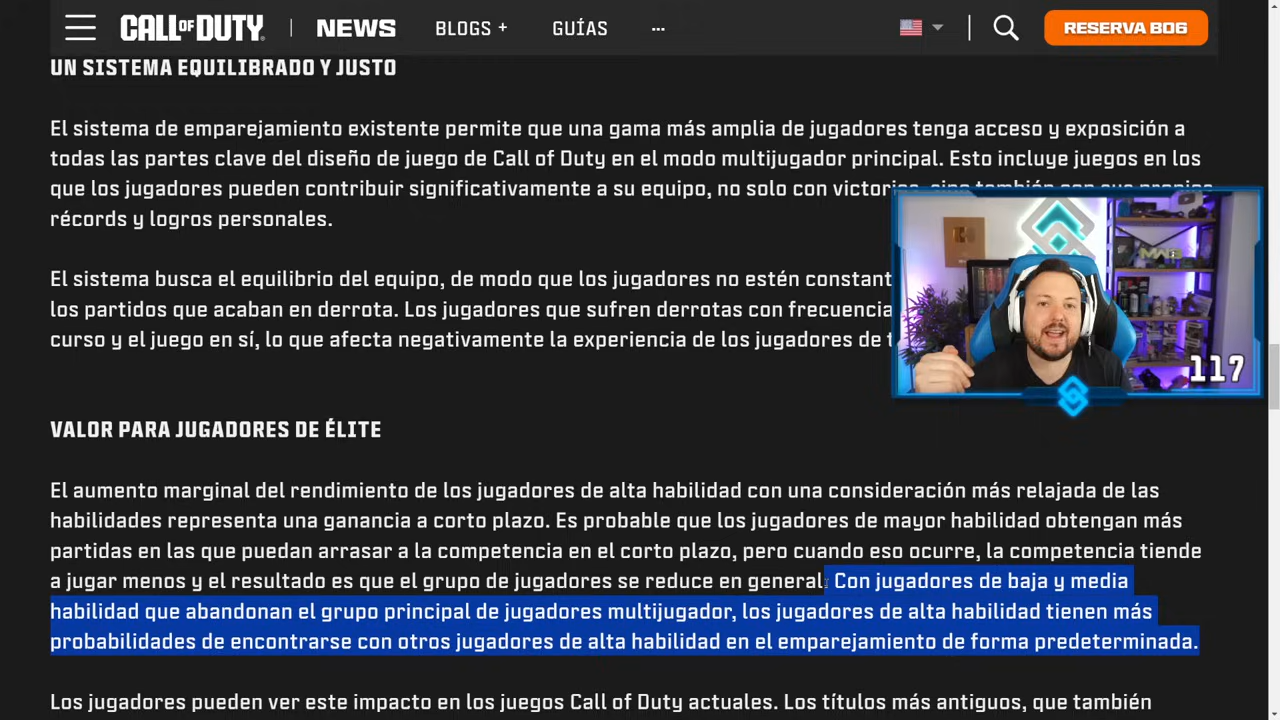 CALL OF DUTY. NEWS BLOGS + GUÍAS ... RESERVA BO6
UN SISTEMA EQUILIBRADO Y JUSTO
El sistema de emparejamiento existente permite que una gama más amplia de jugadores tenga acceso y exposición a
todas las partes clave del diseño de juego de Call of Duty en el modo multijugador principal. Esto incluye juegos en los
que los jugadores pueden contribuir significativamente a su equipo, no solo con victorias, sino también con sus propios
récords y logros personales.
El sistema busca el equilibrio del equipo, de modo que los jugadores no estén
los partidos que acaban en derrota. Los jugadores que sufren derrotas con frecuencia
curso y el juego en sí, lo que afecta negativamente la experiencia de los jugadores de
117
VALOR PARA JUGADORES DE ÉLITE
El aumento marginal del rendimiento de los jugadores de alta habilidad con una consideración más relajada de las
habilidades representa una ganancia a corto plazo. Es probable que los jugadores de mayor habilidad obtengan más
partidas en las que puedan arrasar a la competencia en el corto plazo, pero cuando eso ocurre, la competencia tiende
a jugar menos y el resultado es que el grupo de jugadores se reduce en general. Con jugadores de baja y media
habilidad que abandonan el grupo principal de jugadores multijugador, los jugadores de alta habilidad tienen más
probabilidades de encontrarse con otros jugadores de alta habilidad en el emparejamiento de forma predeterminada.
Los jugadores pueden ver este impacto en los juegos Call of Duty actuales. Los títulos más antiguos, que también